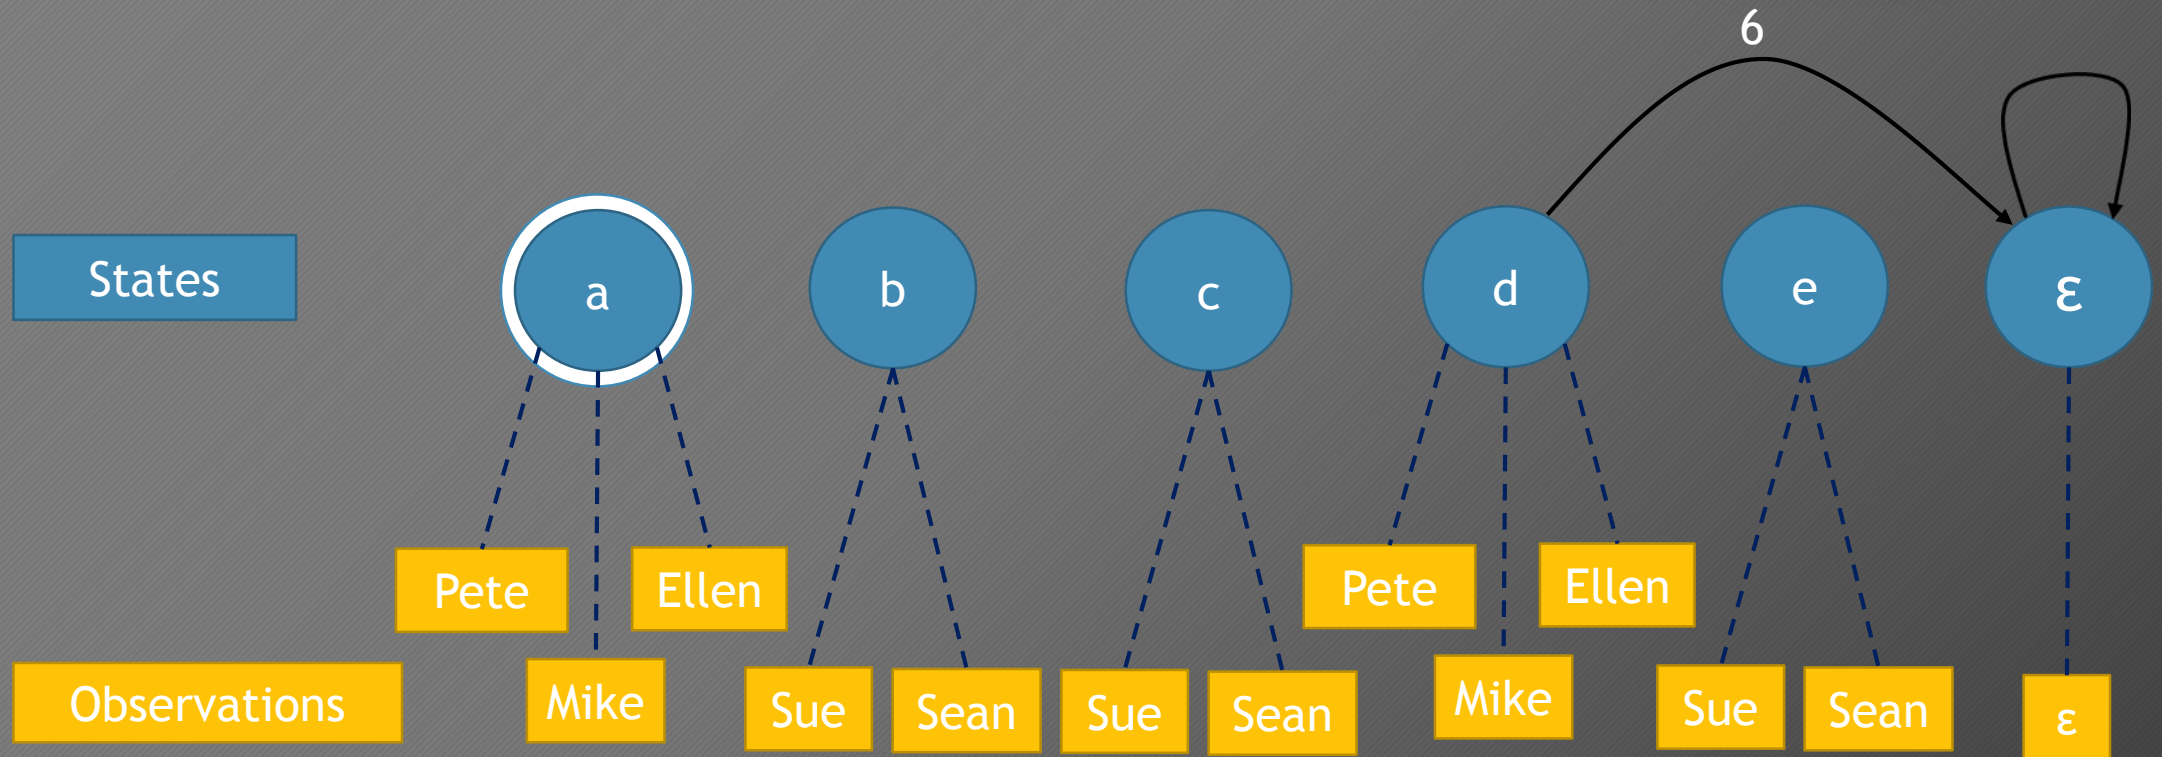 6
States
a
b
c
d
e
ε
Pete
Ellen
Pete
Ellen
Observations
Mike
Sue
Sean
Sue
Sean
Mike
Sue
Sean
ε